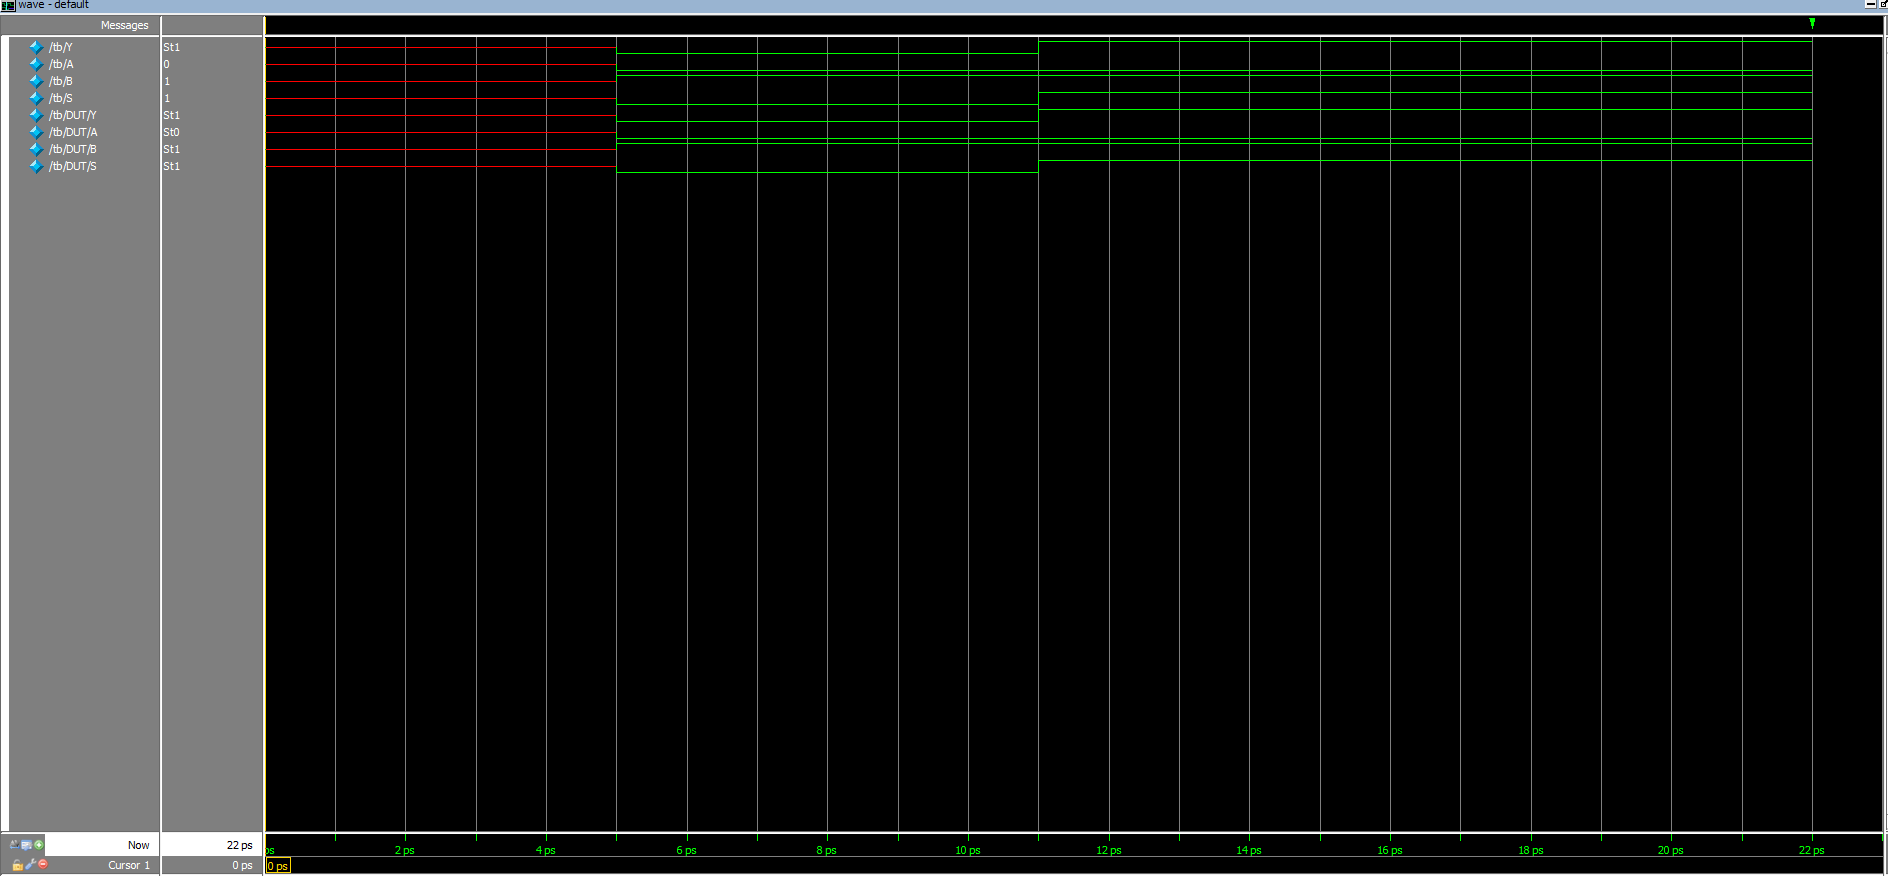 wave - default
Messages
/tb/Y St1
/tb/A 0
/tb/B 1
/tb/S 1
/tb/DUT/Y St1
/tb/DUT/A St0
/tb/DUT/B St1
/tb/DUT/S St1
Now 22 ps ps 2 ps 4 ps 6 ps 8 ps 10 ps 12 ps 14 ps 16 ps 18 ps 20 ps 22 ps
Cursor 1 0 ps 0 ps